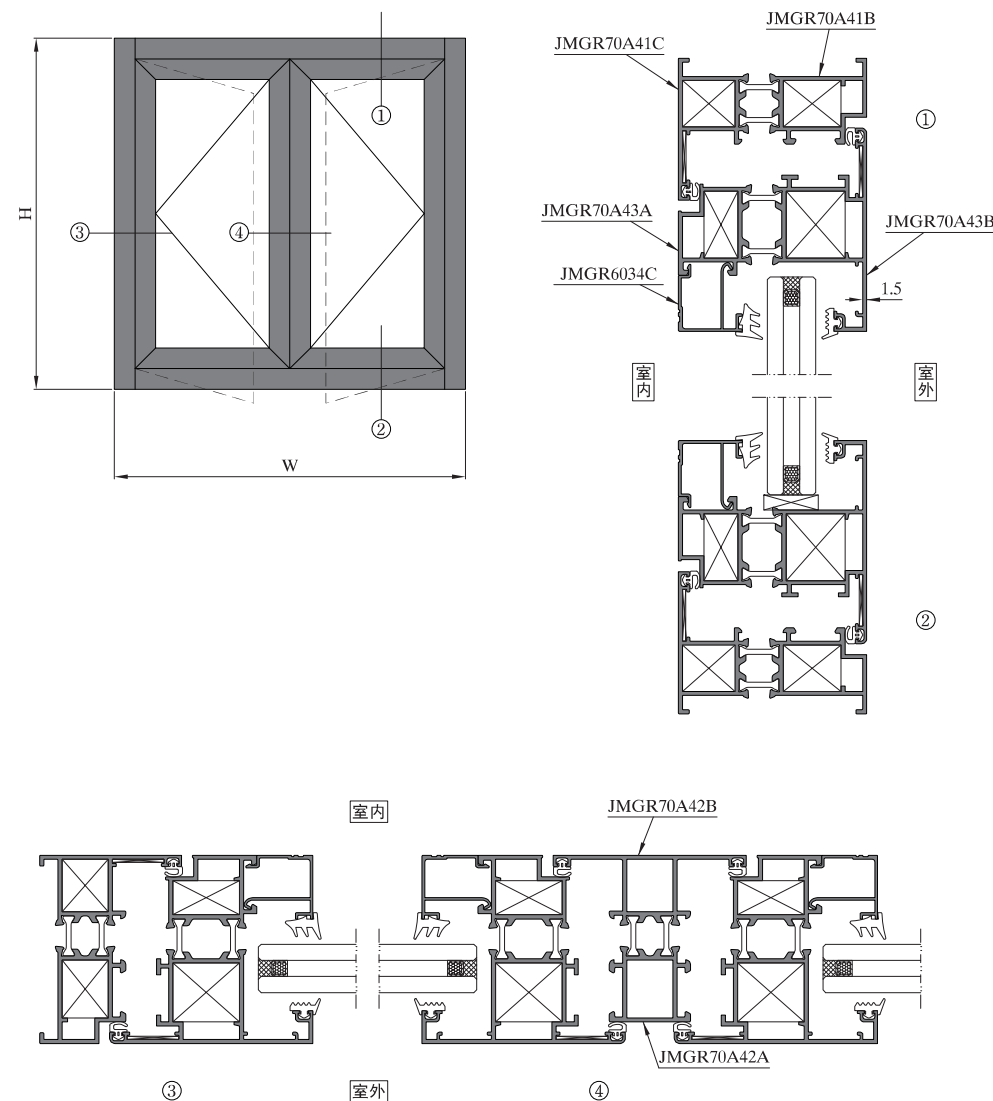 JMGR70A41B
JMGR70A41C
①
①
H
JMGR70A43A
JMGR70A43B
③
④
JMGR6034C
1.5
室内
室外
②
W
②
室内
JMGR70A42B
JMGR70A42A
③
室外
④